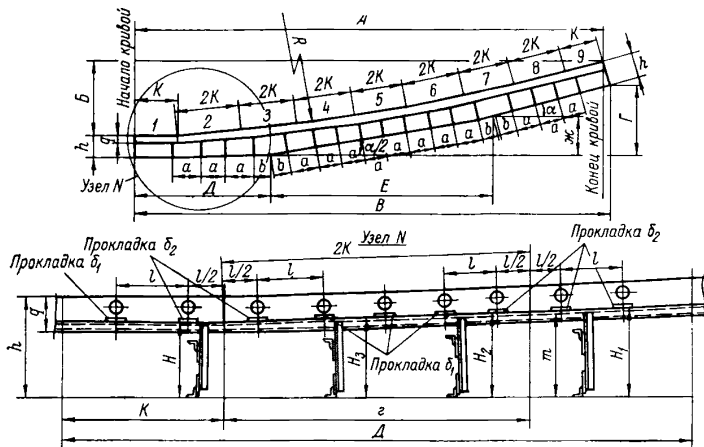 A
Начало кривой
К
2К
2К
2К
2К
2К
2К
2К
К
R
Б
h
1
2
3
4
5
6
7
8
9
q
h
Г
ж
a
a
a
b
b
a
a
a
a/2
a
a
a
a
b
b
a
a
a
a
Узел N
Д
Е
В
Конец кривой
Узел N
2К
Прокладка δ₂
Прокладка δ₁
Прокладка δ₂
l
l/2
l/2
l
l
l/2
l/2
l
h
q
H
H₃
Прокладка δ₁
H₂
m
H₁
К
г
Д